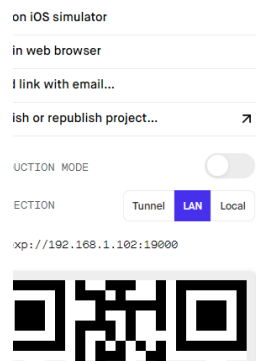 on iOS simulator
in web browser
link with email...
ish or republish project...
UCTION MODE
ECTION
Tunnel LAN Local
xp://192.168.1.102:19000